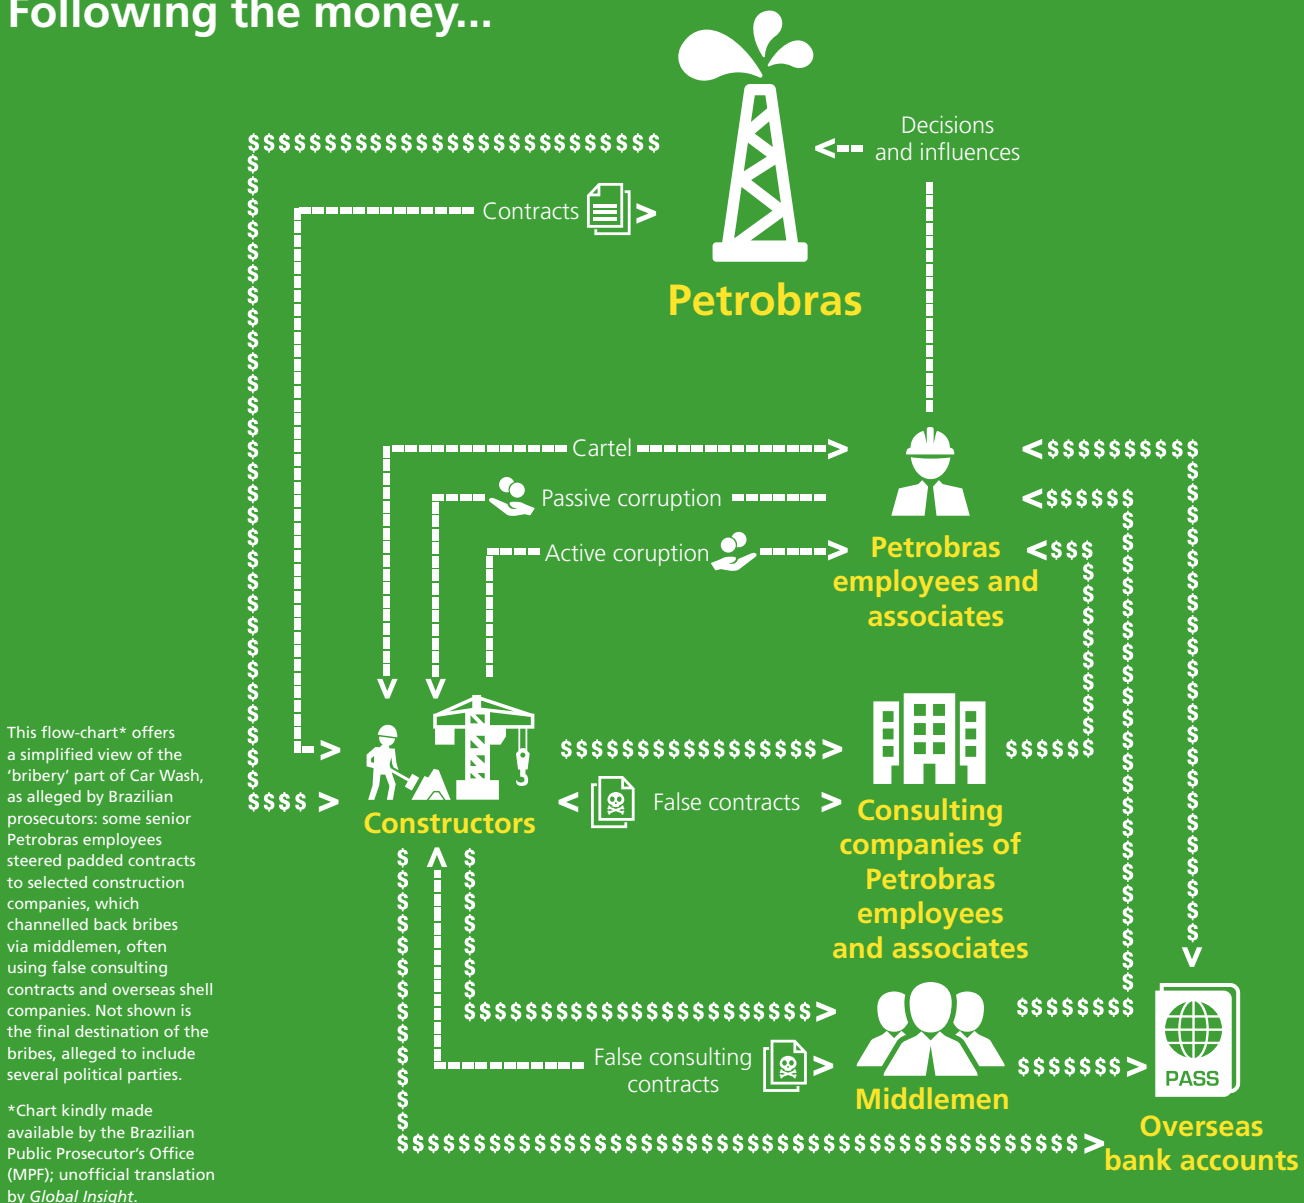 Following the money...
Decisions
and influences
Contracts
Petrobras
Cartel
Passive corruption
Active coruption
Petrobras
employees and
associates
This flow-chart* offers
a simplified view of the
‘bribery’ part of Car Wash,
as alleged by Brazilian
prosecutors: some senior
Petrobras employees
steered padded contracts
to selected construction
companies, which
channelled back bribes
via middlemen, often
using false consulting
contracts and overseas shell
companies. Not shown is
the final destination of the
bribes, alleged to include
several political parties.
*Chart kindly made
available by the Brazilian
Public Prosecutor’s Office
(MPF); unofficial translation
by Global Insight.
Constructors
False contracts
Consulting
companies of
Petrobras
employees
and associates
False consulting
contracts
Middlemen
PASS
Overseas
bank accounts